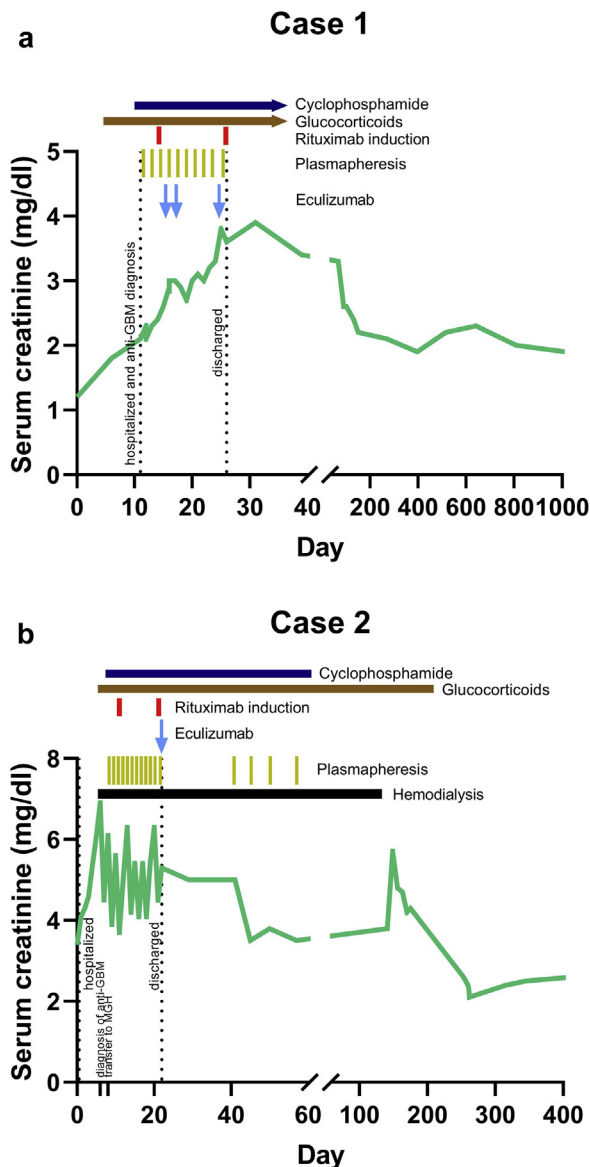 a
Case 1
Cyclophosphamide
Glucocorticoids
Rituximab induction
Plasmapheresis
Eculizumab
Serum creatinine (mg/dl)
5
4
3
2
1
0
hospitalized and anti-GBM diagnosis
discharged
0 10 20 30 40 200 400 600 800 1000
Day
b
Case 2
Cyclophosphamide
Glucocorticoids
Rituximab induction
Eculizumab
Plasmapheresis
Hemodialysis
Serum creatinine (mg/dl)
8
6
4
2
0
hospitalized
diagnosis of anti-GBM
transfer to MGH
discharged
0 20 40 60 100 200 300 400
Day